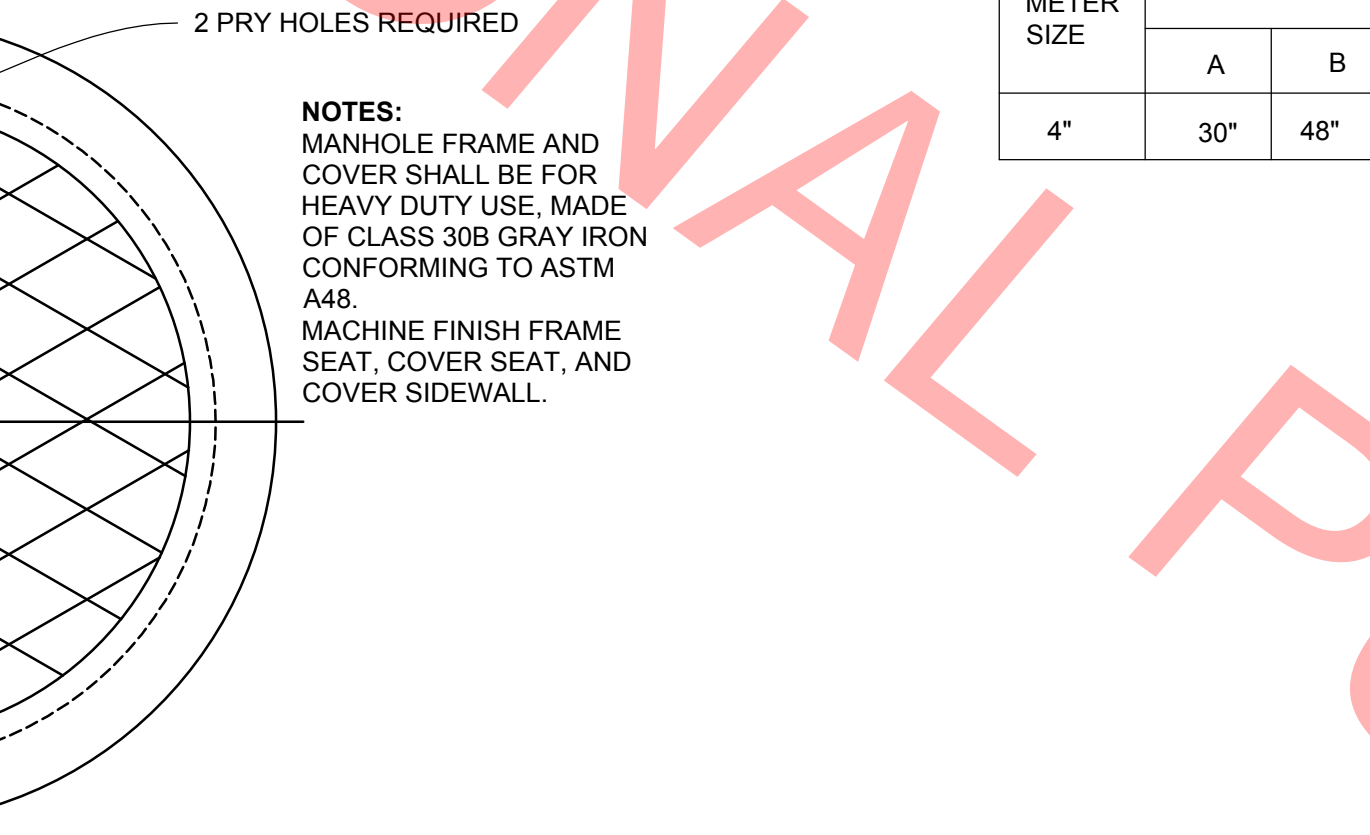 2 PRY HOLES REQUIRED
NOTES:
MANHOLE FRAME AND
COVER SHALL BE FOR
HEAVY DUTY USE, MADE
OF CLASS 30B GRAY IRON
CONFORMING TO ASTM
A48.
MACHINE FINISH FRAME
SEAT, COVER SEAT, AND
COVER SIDEWALL.
METER
SIZE
A B
4" 30" 48"
NAL P